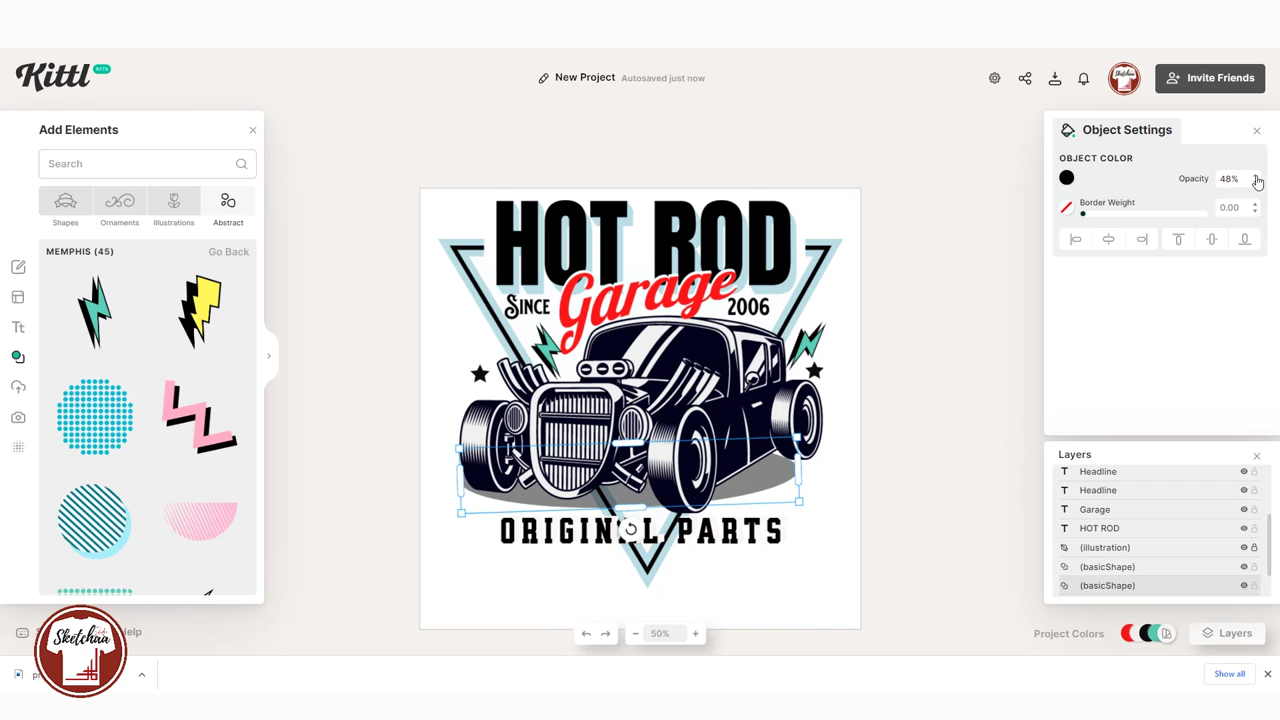 Kittl BETA
New Project Autosaved just now
Sketchaa
Invite Friends
Add Elements
Search
Shapes Ornaments Illustrations Abstract
MEMPHIS (45) Go Back
Tt
HOT ROD
SINCE Garage 2006
ORIGINAL PARTS
Object Settings
OBJECT COLOR
Opacity 48%
Border Weight
0.00
Layers
T Headline
T Headline
T Garage
T HOT ROD
(illustration)
(basicShape)
(basicShape)
50%
Project Colors
Layers
Sketchaa
Show all